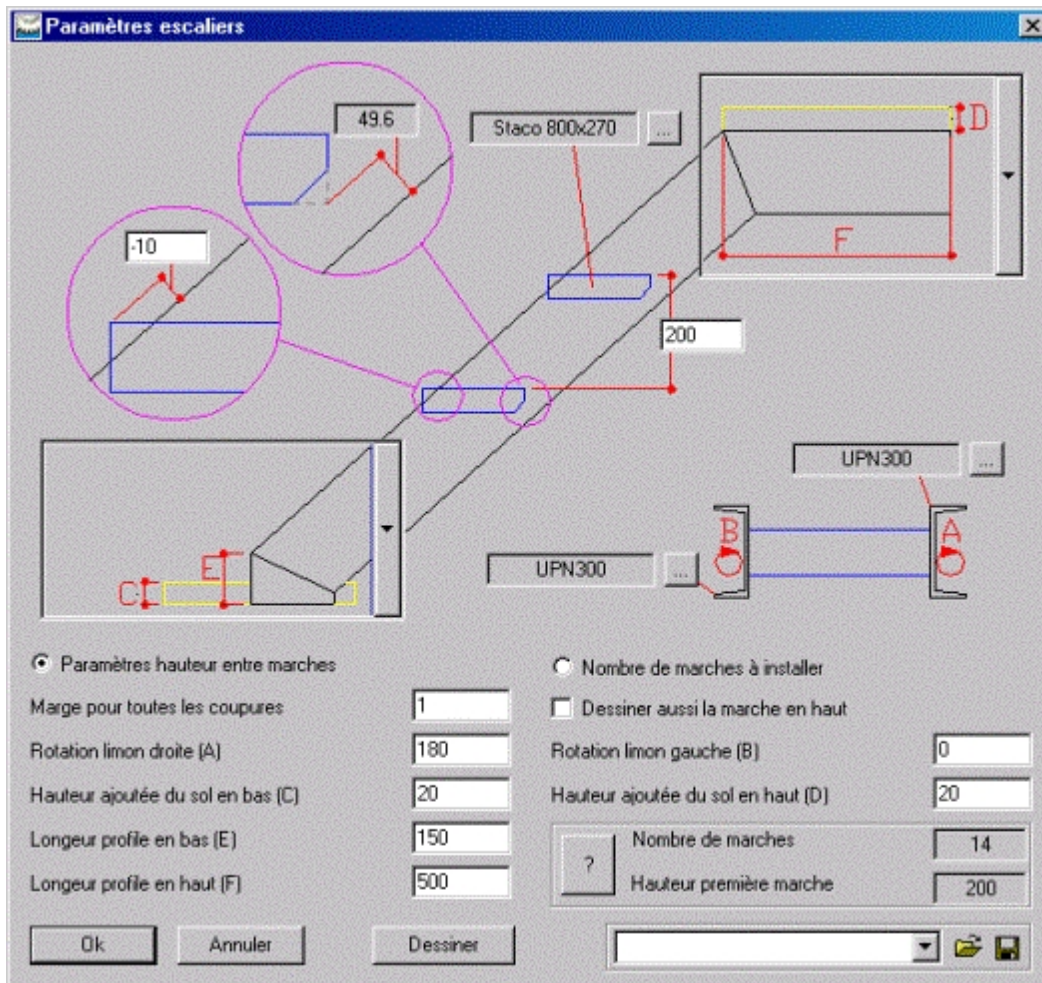 Paramètres escaliers
49.6
Staco 800x270
...
D
F
-10
200
UPN300
...
B
A
UPN300
...
E
C
Paramètres hauteur entre marches
Nombre de marches à installer
Marge pour toutes les coupures
1
Dessiner aussi la marche en haut
Rotation limon droite (A)
180
Rotation limon gauche (B)
0
Hauteur ajoutée du sol en bas (C)
20
Hauteur ajoutée du sol en haut (D)
20
Longeur profile en bas (E)
150
?
Nombre de marches
14
Longeur profile en haut (F)
500
Hauteur première marche
200
Ok
Annuler
Dessiner